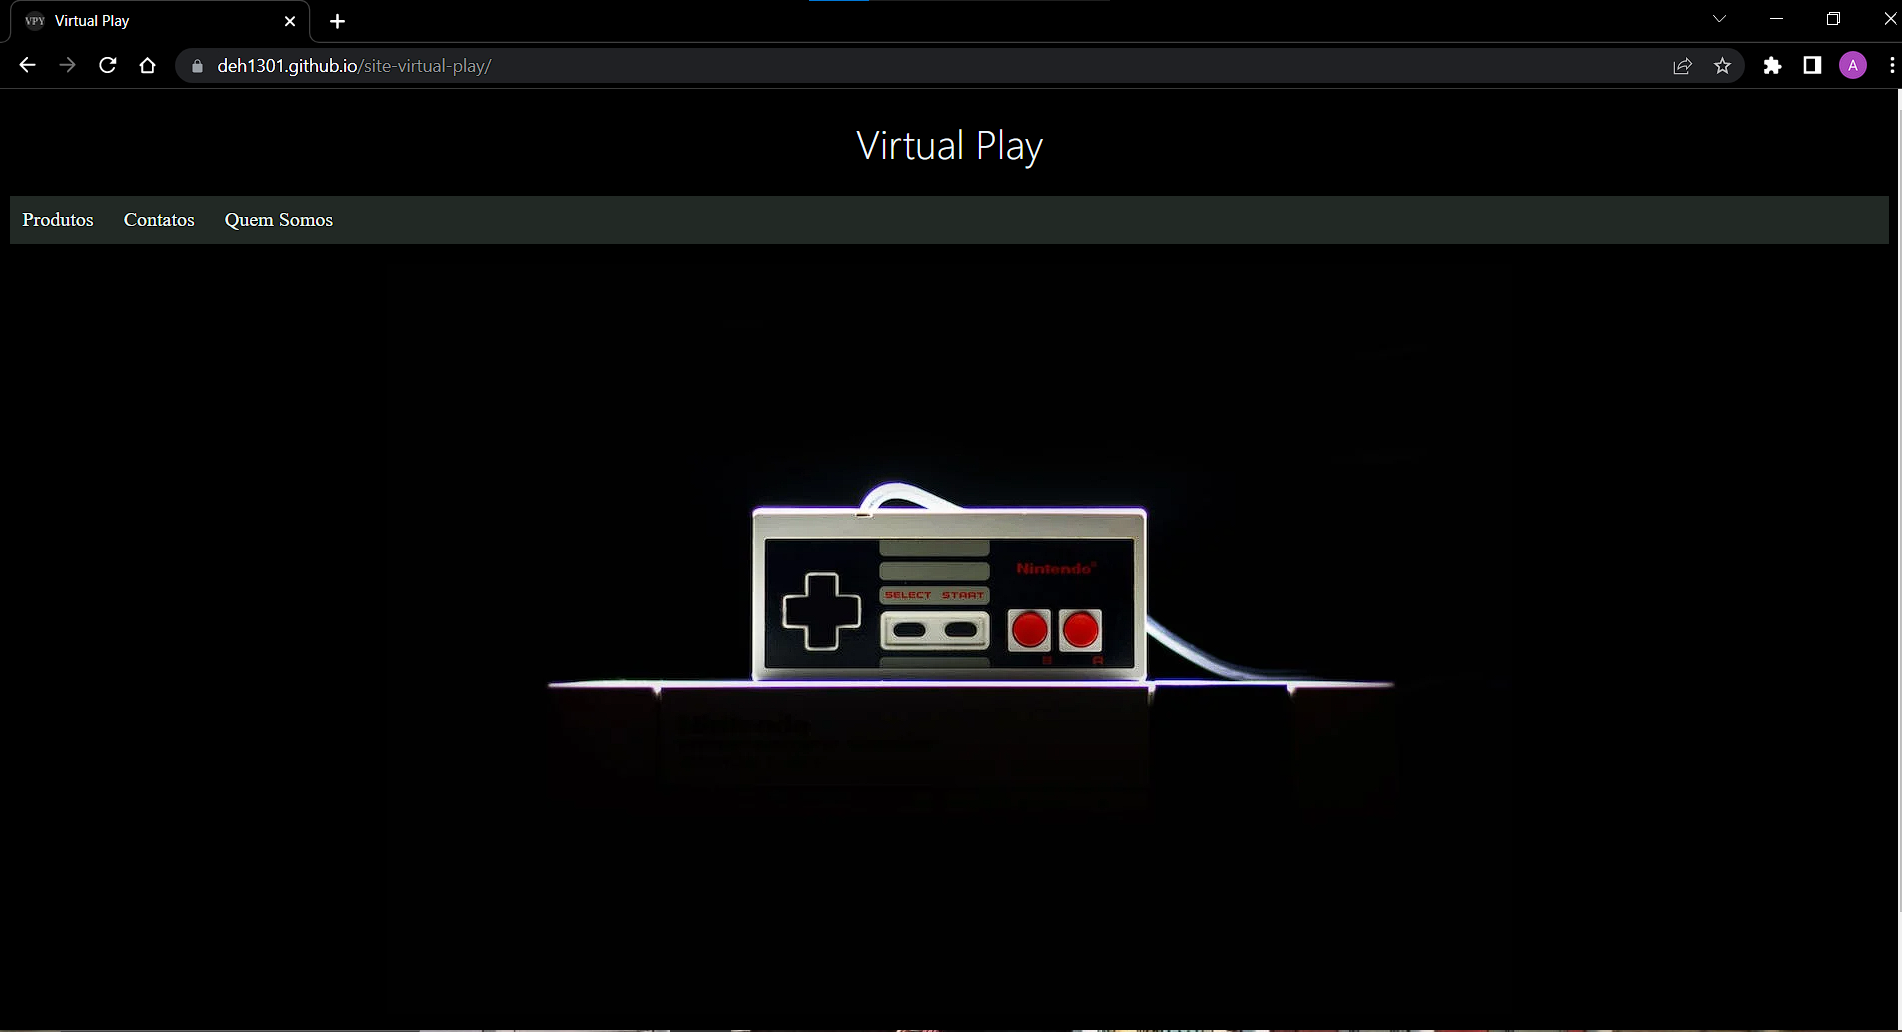 VPY Virtual Play
deh1301.github.io/site-virtual-play/
A
Virtual Play
Produtos Contatos Quem Somos
Nintendo®
SELECT START
B A